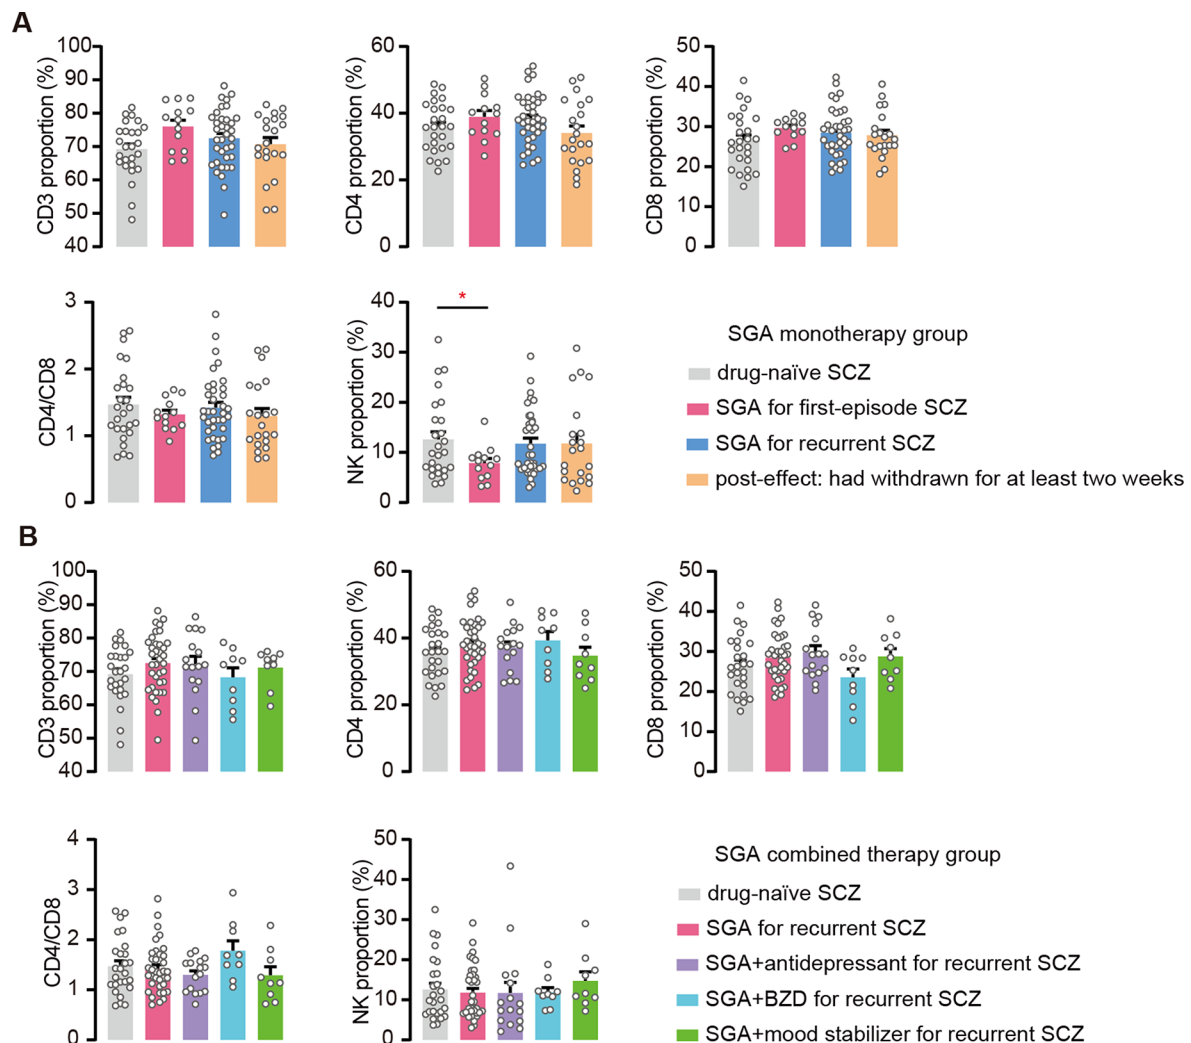 A
CD3 proportion (%)
100
90
80
70
60
50
40
CD4 proportion (%)
60
40
20
0
CD8 proportion (%)
50
40
30
20
10
0
CD4/CD8
3
2
1
0
NK proportion (%)
40
30
20
10
0
*
SGA monotherapy group
drug-naïve SCZ
SGA for first-episode SCZ
SGA for recurrent SCZ
post-effect: had withdrawn for at least two weeks
B
CD3 proportion (%)
100
90
80
70
60
50
40
CD4 proportion (%)
60
40
20
0
CD8 proportion (%)
50
40
30
20
10
0
CD4/CD8
4
3
2
1
0
NK proportion (%)
50
40
30
20
10
0
SGA combined therapy group
drug-naïve SCZ
SGA for recurrent SCZ
SGA+antidepressant for recurrent SCZ
SGA+BZD for recurrent SCZ
SGA+mood stabilizer for recurrent SCZ